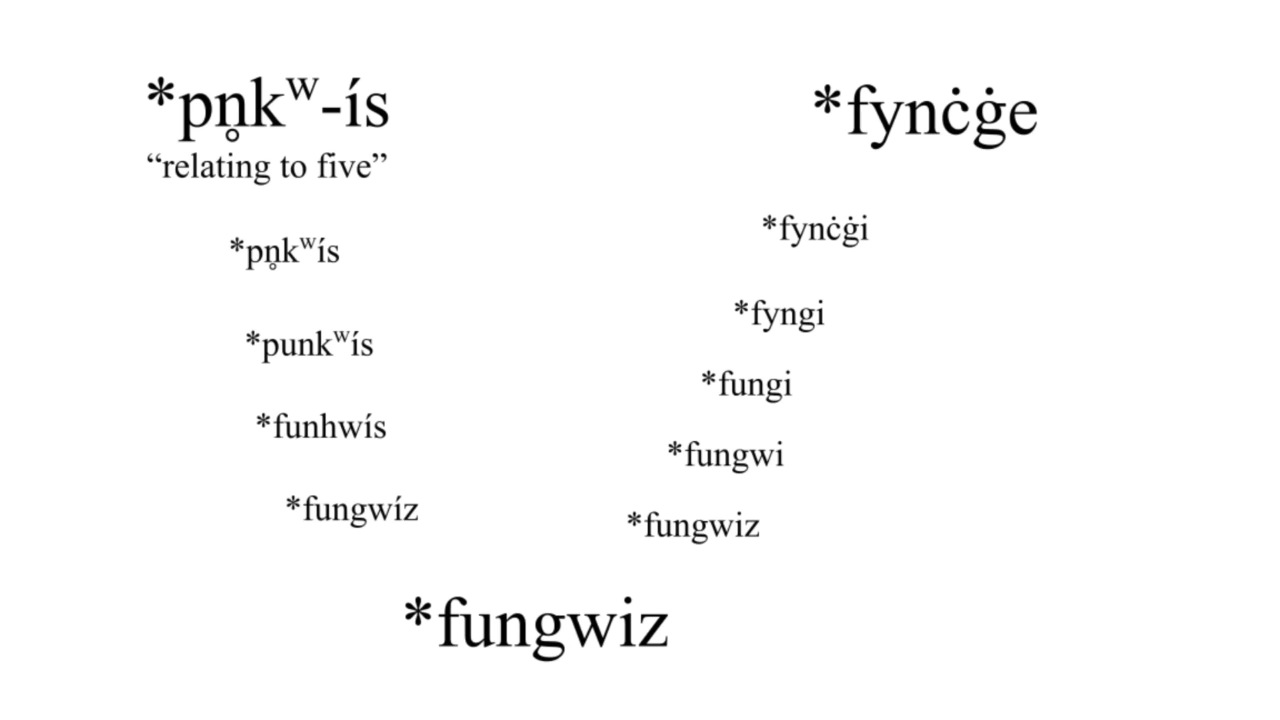 *pn̥kʷ-ís
“relating to five”
*pn̥kʷís
*punkʷís
*funhwís
*fungwíz
*fynċġe
*fynċġi
*fyngi
*fungi
*fungwi
*fungwiz
*fungwiz